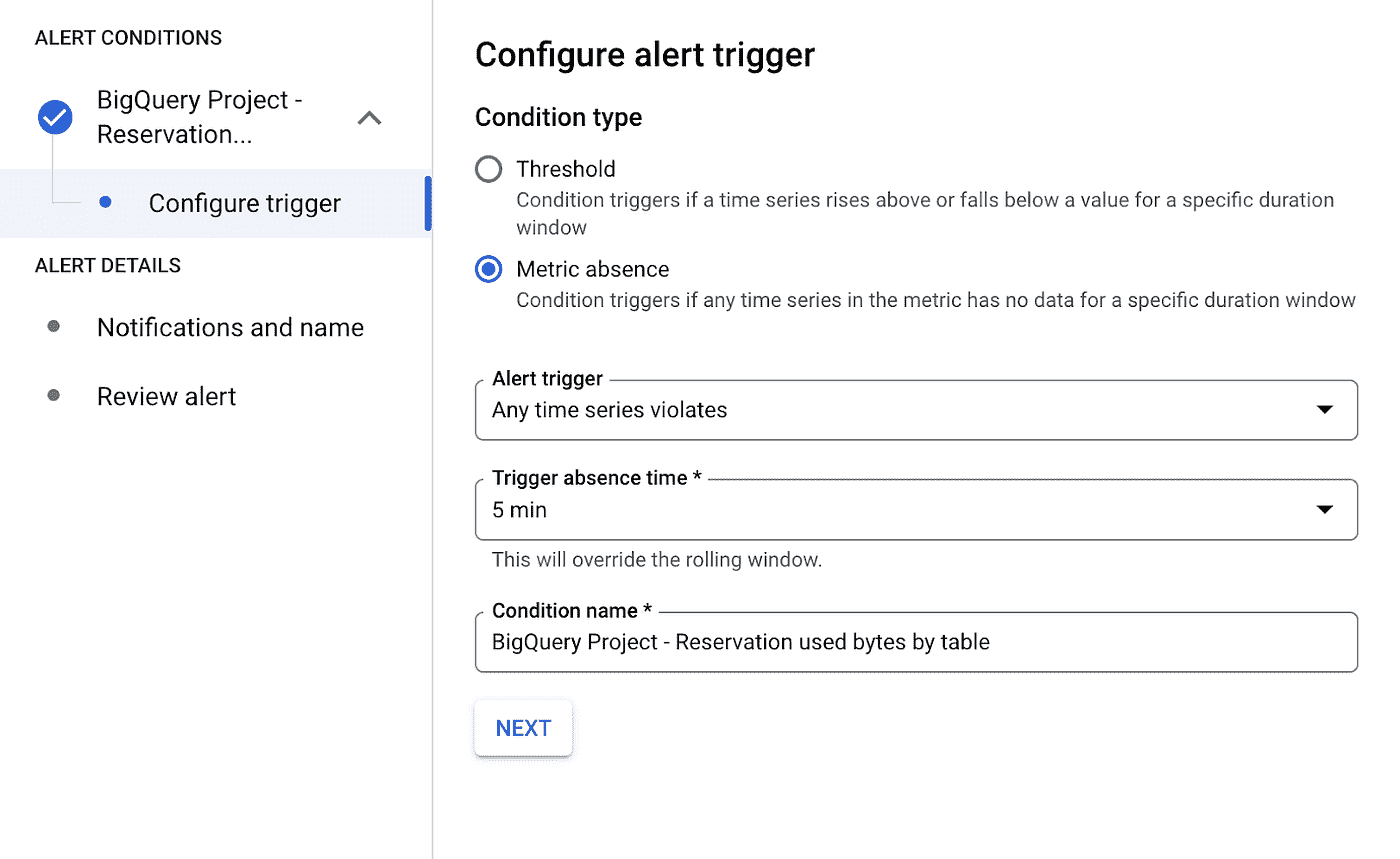 ALERT CONDITIONS
BigQuery Project -
Reservation...
Configure trigger
ALERT DETAILS
Notifications and name
Review alert
Configure alert trigger
Condition type
Threshold
Condition triggers if a time series rises above or falls below a value for a specific duration
window
Metric absence
Condition triggers if any time series in the metric has no data for a specific duration window
Alert trigger
Any time series violates
Trigger absence time *
5 min
This will override the rolling window.
Condition name *
BigQuery Project - Reservation used bytes by table
NEXT